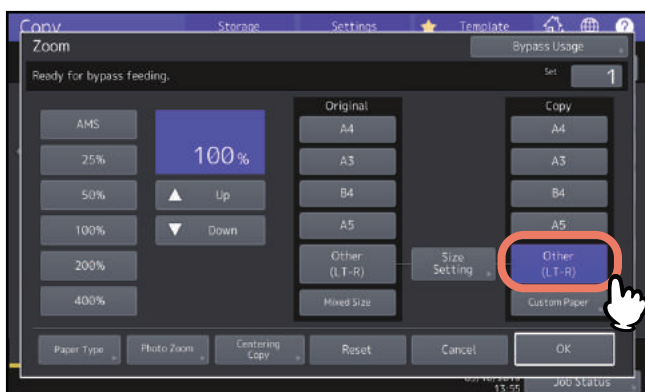 Copy Storage Settings Template
Zoom
Bypass Usage
Ready for bypass feeding.
Set 1
Original
Copy
AMS
25%
50%
100%
200%
400%
100 %
Up
Down
A4
A3
B4
A5
Other
(LT-R)
Mixed Size
Size
Setting
A4
A3
B4
A5
Other
(LT-R)
Custom Paper
Paper Type
Photo Zoom
Centering
Copy
Reset
Cancel
OK
13:55
Job Status